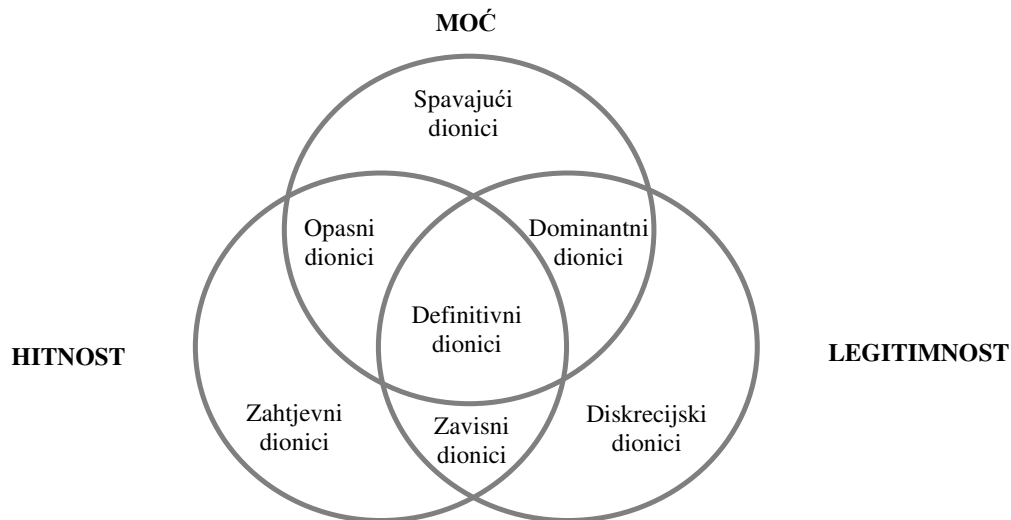 MOĆ
Spavajući
dionici
Opasni
dionici
Dominantni
dionici
Definitivni
dionici
HITNOST
LEGITIMNOST
Zahtjevni
dionici
Zavisni
dionici
Diskrecijski
dionici